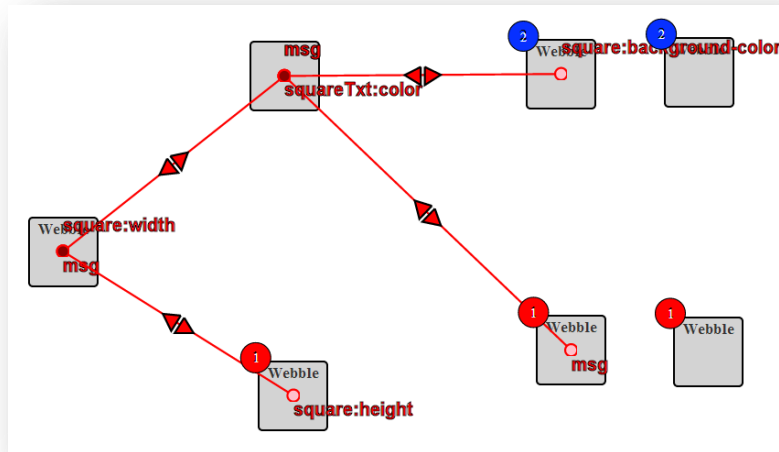 msg
squareTxt:color
2
Webble
square:background-color
2
Webble
square:width
msg
1
Webble
square:height
1
Webble
msg
1
Webble